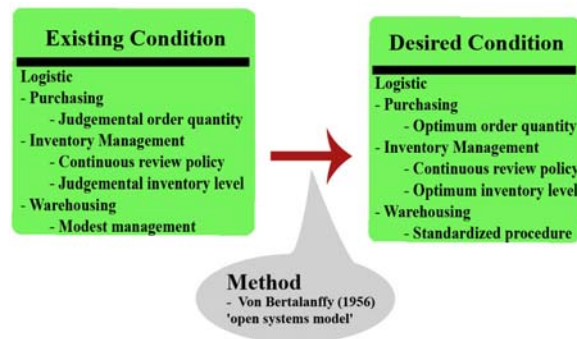 Existing Condition
Logistic
- Purchasing
- Judgemental order quantity
- Inventory Management
- Continuous review policy
- Judgemental inventory level
- Warehousing
- Modest management
Desired Condition
Logistic
- Purchasing
- Optimum order quantity
- Inventory Management
- Continuous review policy
- Optimum inventory level
- Warehousing
- Standardized procedure
Method
- Von Bertalanffy (1956)
'open systems model'